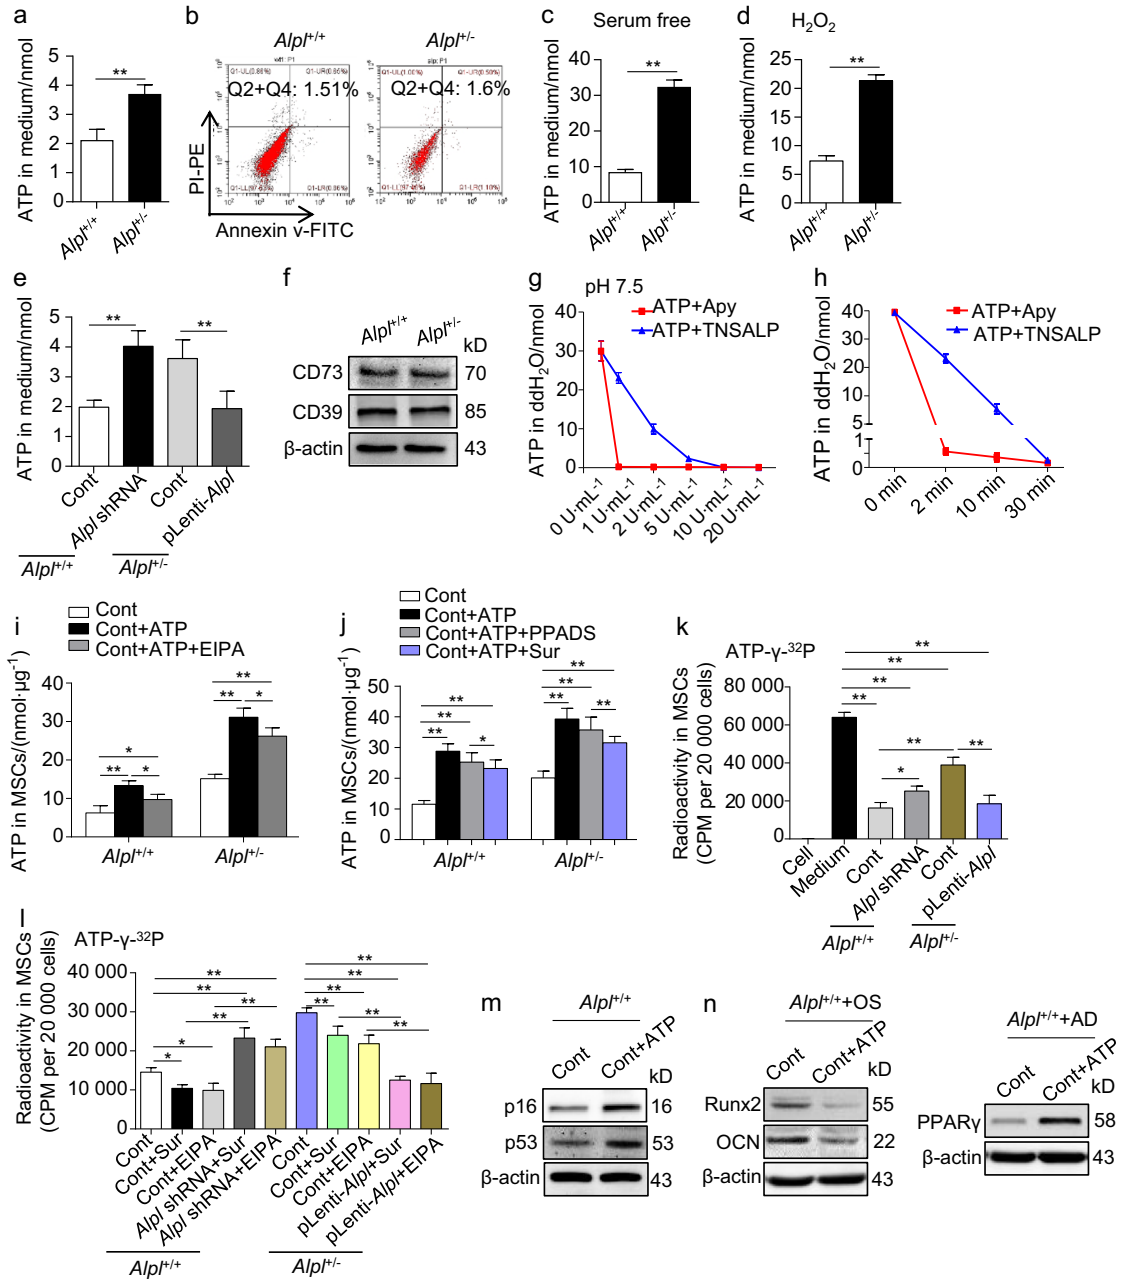 a
ATP in medium/nmol
5
4
3
2
1
0
**
Alpl+/+
Alpl+/-
b
Alpl+/+
Alpl+/-
Q2+Q4: 1.51%
Q2+Q4: 1.6%
PI-PE
Annexin v-FITC
c
Serum free
ATP in medium/nmol
40
30
20
10
0
**
Alpl+/+
Alpl+/-
d
H2O2
ATP in medium/nmol
25
20
15
10
5
0
**
Alpl+/+
Alpl+/-
e
ATP in medium/nmol
5
4
3
2
1
0
**
**
Cont
Alpl shRNA
Cont
pLenti-Alpl
Alpl+/+
Alpl+/-
f
Alpl+/+
Alpl+/-
kD
CD73
70
CD39
85
β-actin
43
g
pH 7.5
ATP+Apy
ATP+TNSALP
ATP in ddH2O/nmol
40
30
20
10
0
0 U·mL-1
1 U·mL-1
2 U·mL-1
5 U·mL-1
10 U·mL-1
20 U·mL-1
h
ATP+Apy
ATP+TNSALP
ATP in ddH2O/nmol
40
20
10
5
1
0
0 min
2 min
10 min
30 min
i
Cont
Cont+ATP
Cont+ATP+EIPA
ATP in MSCs/(nmol·μg-1)
40
30
20
10
0
*
**
*
**
**
*
Alpl+/+
Alpl+/-
j
Cont
Cont+ATP
Cont+ATP+PPADS
Cont+ATP+Sur
ATP in MSCs/(nmol·μg-1)
50
40
30
20
10
0
**
**
**
*
**
**
**
**
Alpl+/+
Alpl+/-
k
ATP-γ-32P
Radioactivity in MSCs
(CPM per 20 000 cells)
80 000
60 000
40 000
20 000
0
**
**
**
**
**
**
*
Cell
Medium
Cont
Alpl shRNA
Cont
pLenti-Alpl
Alpl+/+
Alpl+/-
l
ATP-γ-32P
Radioactivity in MSCs
(CPM per 20 000 cells)
40 000
30 000
20 000
10 000
0
**
**
**
**
*
*
**
**
**
**
**
**
Cont
Cont+Sur
Cont+EIPA
Alpl shRNA+Sur
Alpl shRNA+EIPA
Cont
Cont+Sur
Cont+EIPA
pLenti-Alpl+Sur
pLenti-Alpl+EIPA
Alpl+/+
Alpl+/-
m
Alpl+/+
Cont
Cont+ATP
kD
p16
16
p53
53
β-actin
43
n
Alpl+/++OS
Cont
Cont+ATP
kD
Runx2
55
OCN
22
β-actin
43
Alpl+/++AD
Cont
Cont+ATP
kD
PPARγ
58
β-actin
43